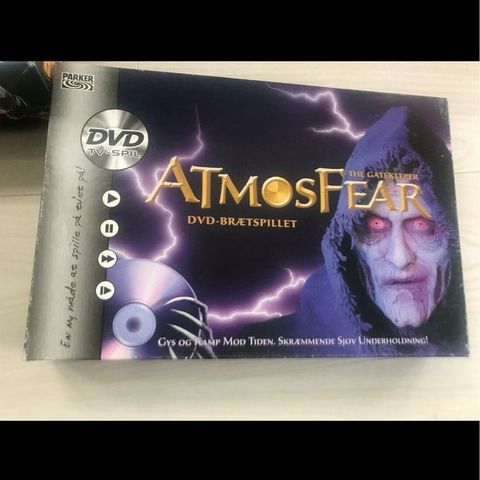 PARKER
DVD
TV-SPIL
En ny måde at spille på tv'et på!
THE GATEKEEPER
ATMOSFEAR
DVD-BRÆTSPILLET
GYS OG KAMP MOD TIDEN. SKRÆMMENDE SJOV UNDERHOLDNING!